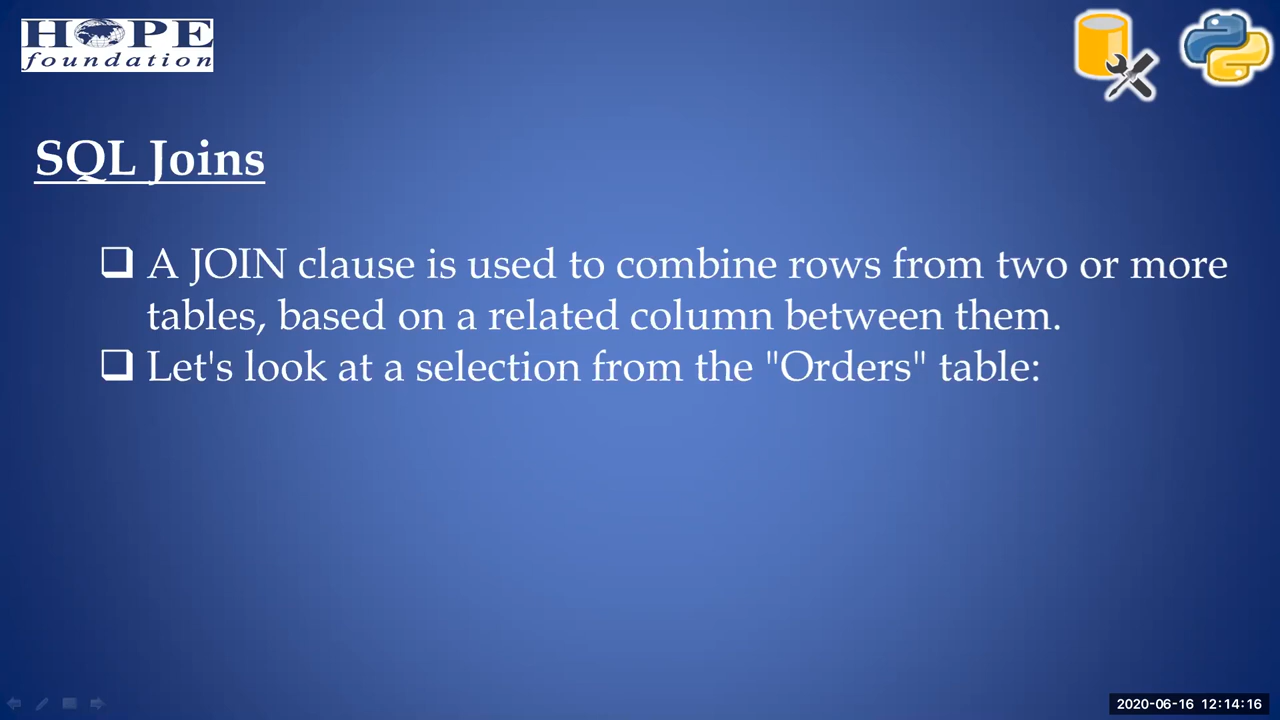 HOPE
foundation
SQL Joins
❑ A JOIN clause is used to combine rows from two or more
tables, based on a related column between them.
❑ Let's look at a selection from the "Orders" table:
2020-06-16 12:14:16